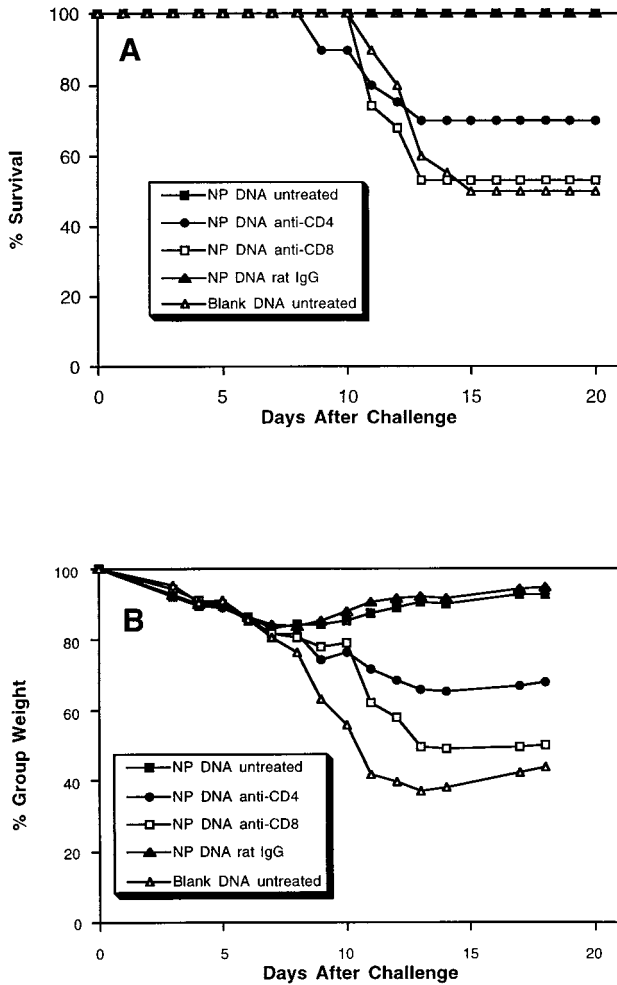 100
80
60
40
20
0
% Survival
A
NP DNA untreated
NP DNA anti-CD4
NP DNA anti-CD8
NP DNA rat IgG
Blank DNA untreated
0 5 10 15 20
Days After Challenge
100
80
60
40
20
0
% Group Weight
B
NP DNA untreated
NP DNA anti-CD4
NP DNA anti-CD8
NP DNA rat IgG
Blank DNA untreated
0 5 10 15 20
Days After Challenge